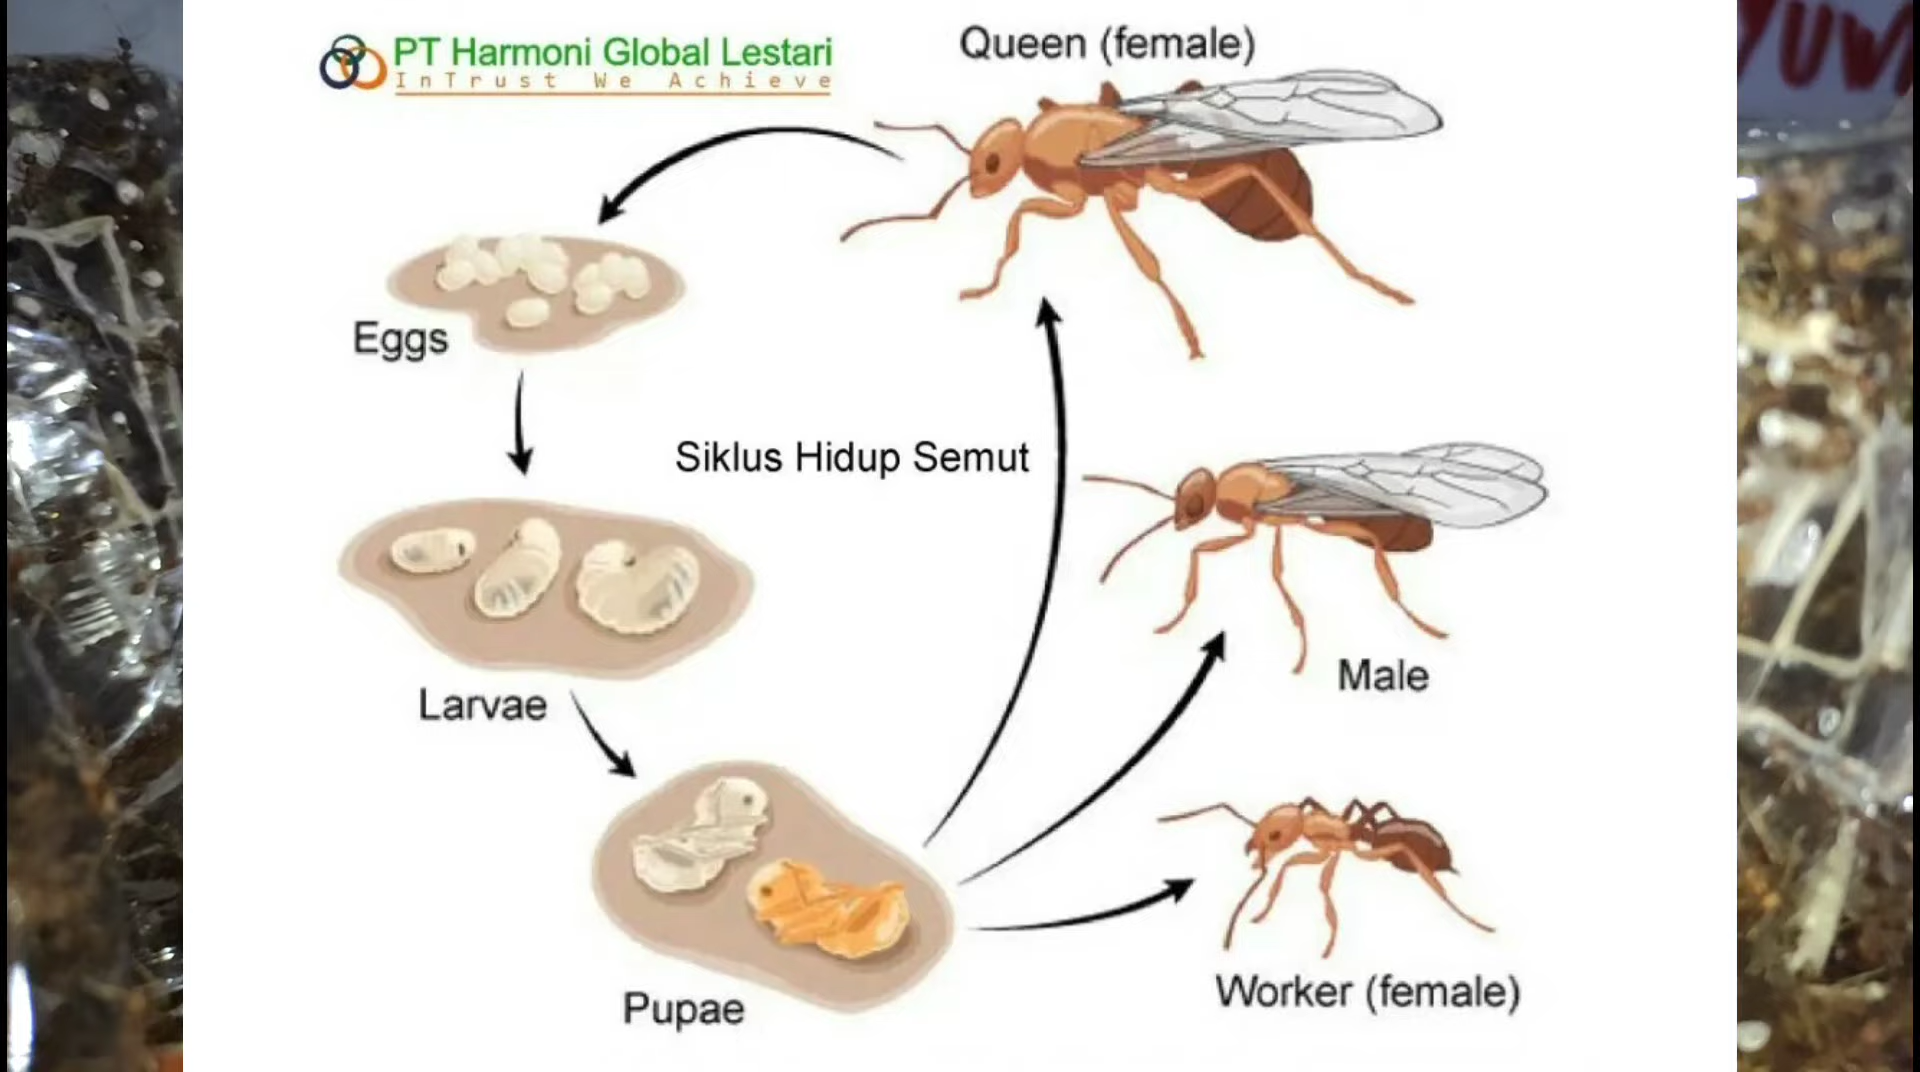 PT Harmoni Global Lestari
InTrust We Achieve
Queen (female)
Eggs
Siklus Hidup Semut
Larvae
Male
Pupae
Worker (female)